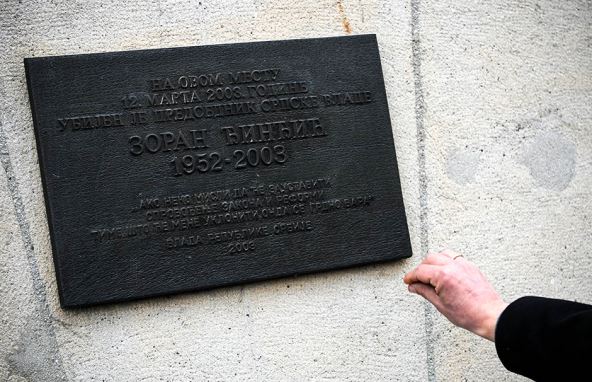 НА ОВОМ МЕСТУ
12. МАРТА 2003. ГОДИНЕ
УБИЈЕН ЈЕ ПРЕДСЕДНИК СРПСКЕ ВЛАДЕ
ЗОРАН ЂИНЂИЋ
1952-2003
„АКО НЕКО МИСЛИ ДА ЋЕ ЗАУСТАВИТИ
СПРОВОЂЕЊЕ ЗАКОНА И РЕФОРМИ
ТИМЕ ШТО ЋЕ МЕНЕ УКЛОНИТИ, ОНДА СЕ ГРДНО ВАРА"
ВЛАДА РЕПУБЛИКЕ СРБИЈЕ
2003